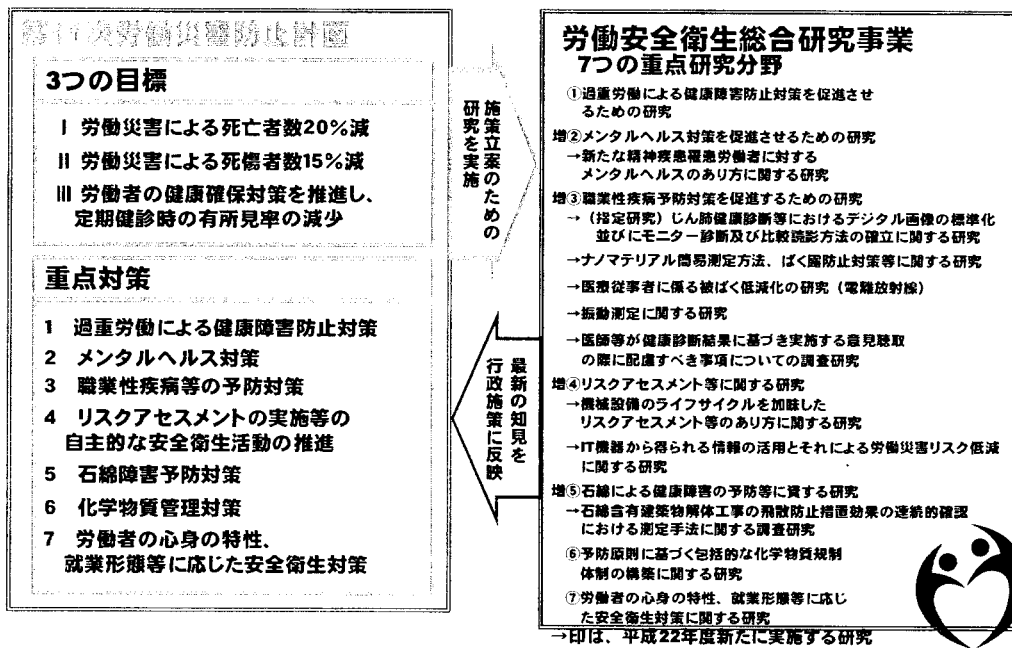 第11次労働災害防止計画
3つの目標
Ⅰ 労働災害による死亡者数20%減
Ⅱ 労働災害による死傷者数15%減
Ⅲ 労働者の健康確保対策を推進し、
定期健診時の有所見率の減少
重点対策
1 過重労働による健康障害防止対策
2 メンタルヘルス対策
3 職業性疾病等の予防対策
4 リスクアセスメントの実施等の
自主的な安全衛生活動の推進
5 石綿障害予防対策
6 化学物質管理対策
7 労働者の心身の特性、
就業形態等に応じた安全衛生対策
施策立案のための
研究を実施
最新の知見を
行政施策に反映
労働安全衛生総合研究事業
7つの重点研究分野
①過重労働による健康障害防止対策を促進させ
るための研究
増②メンタルヘルス対策を促進させるための研究
→新たな精神疾患罹患労働者に対する
メンタルヘルスのあり方に関する研究
増③職業性疾病予防対策を促進するための研究
→（指定研究）じん肺健康診断等におけるデジタル画像の標準化
並びにモニター診断及び比較読影方法の確立に関する研究
→ナノマテリアル簡易測定方法、ばく露防止対策等に関する研究
→医療従事者に係る被ばく低減化の研究（電離放射線）
→振動測定に関する研究
→医師等が健康診断結果に基づき実施する意見聴取
の際に配慮すべき事項についての調査研究
増④リスクアセスメント等に関する研究
→機械設備のライフサイクルを加味した
リスクアセスメント等のあり方に関する研究
→IT機器から得られる情報の活用とそれによる労働災害リスク低減
に関する研究
増⑤石綿による健康障害の予防等に資する研究
→石綿含有建築物解体工事の飛散防止措置効果の連続的確認
における測定手法に関する調査研究
⑥予防原則に基づく包括的な化学物質規制
体制の構築に関する研究
⑦労働者の心身の特性、就業形態等に応じ
た安全衛生対策に関する研究
→印は、平成22年度新たに実施する研究